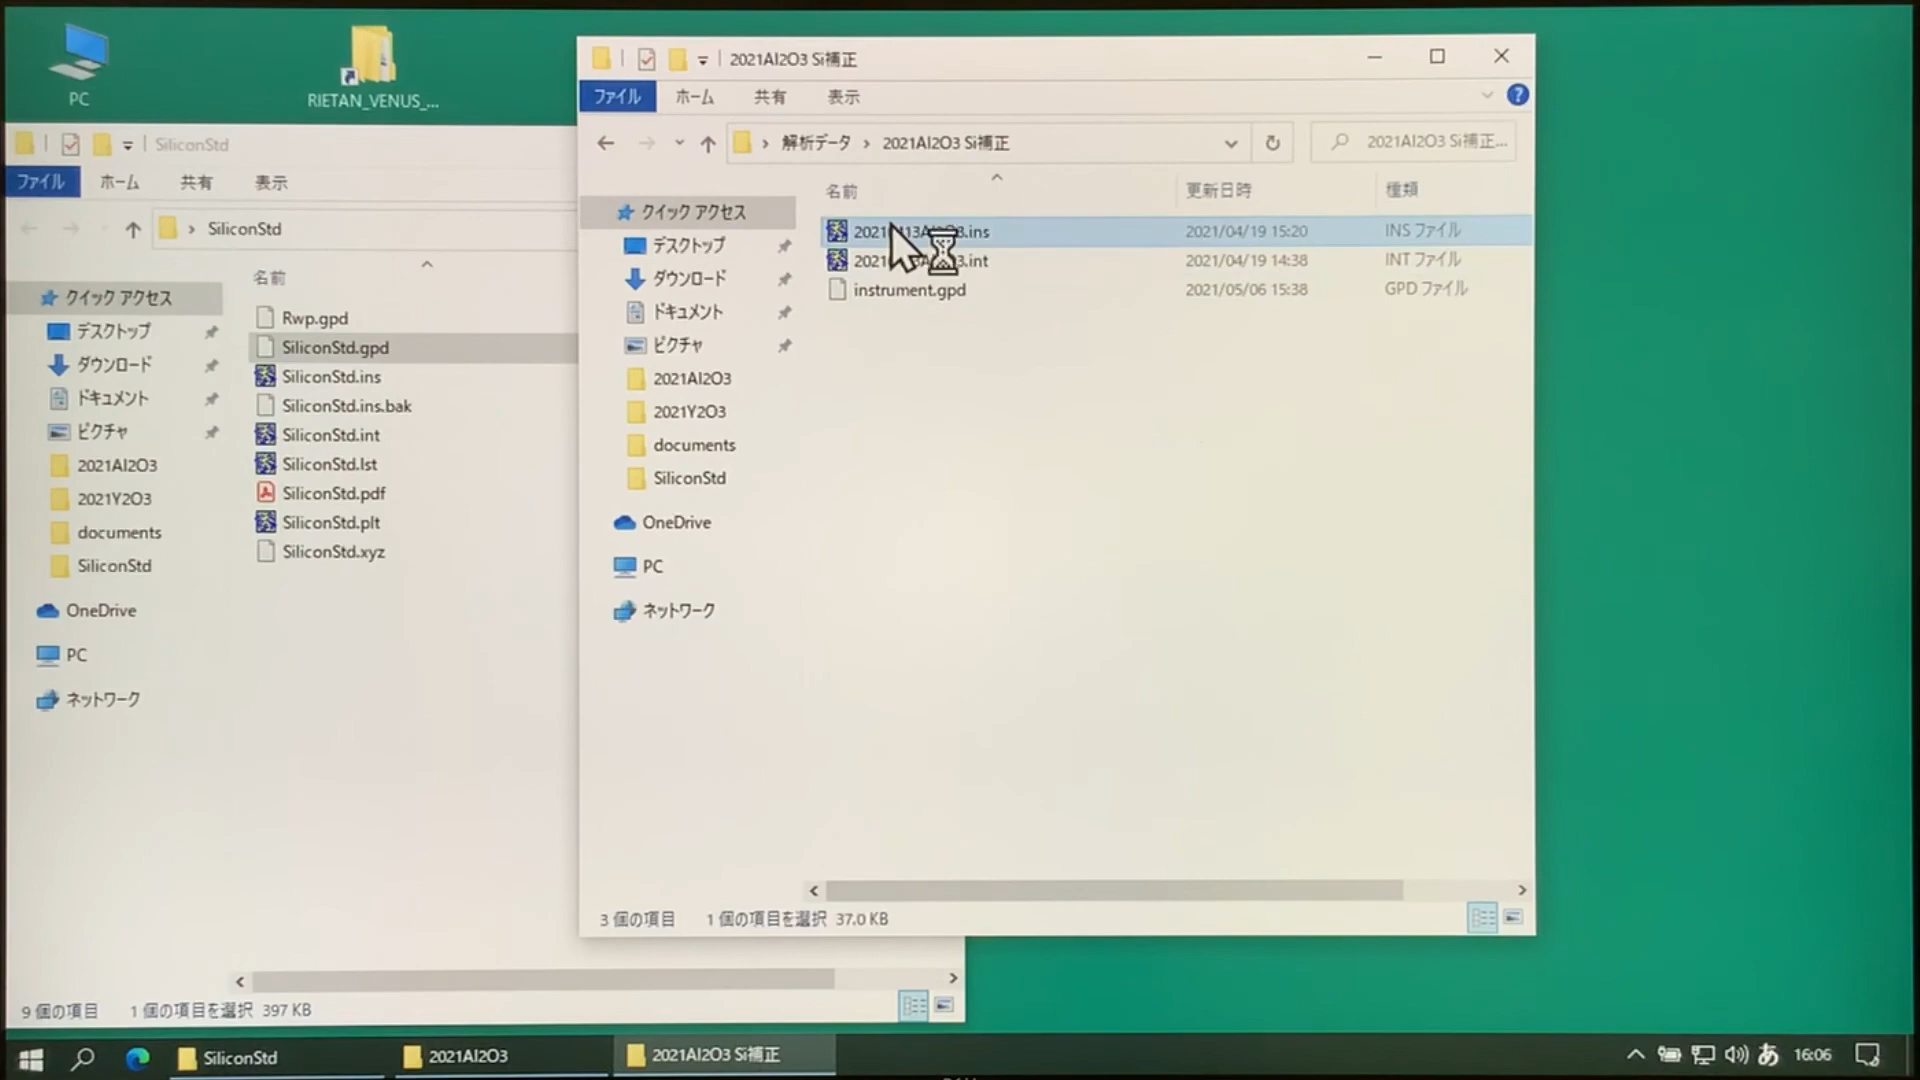 PC
RIETAN_VENUS_...
SiliconStd
ファイル ホーム 共有 表示
SiliconStd
名前
クイック アクセス
デスクトップ
ダウンロード
ドキュメント
ピクチャ
2021Al2O3
2021Y2O3
documents
SiliconStd
OneDrive
PC
ネットワーク
Rwp.gpd
SiliconStd.gpd
SiliconStd.ins
SiliconStd.ins.bak
SiliconStd.int
SiliconStd.lst
SiliconStd.pdf
SiliconStd.plt
SiliconStd.xyz
9 個の項目 1 個の項目を選択 397 KB
2021Al2O3 Si補正
ファイル ホーム 共有 表示
解析データ 2021Al2O3 Si補正
2021Al2O3 Si補正...
名前 更新日時 種類
クイック アクセス
デスクトップ
ダウンロード
ドキュメント
ピクチャ
2021Al2O3
2021Y2O3
documents
SiliconStd
OneDrive
PC
ネットワーク
2021/04/19 15:20 INS ファイル
2021/04/19 14:38 INT ファイル
instrument.gpd 2021/05/06 15:38 GPD ファイル
3 個の項目 1 個の項目を選択 37.0 KB
SiliconStd 2021Al2O3 2021Al2O3 Si補正 あ 16:06